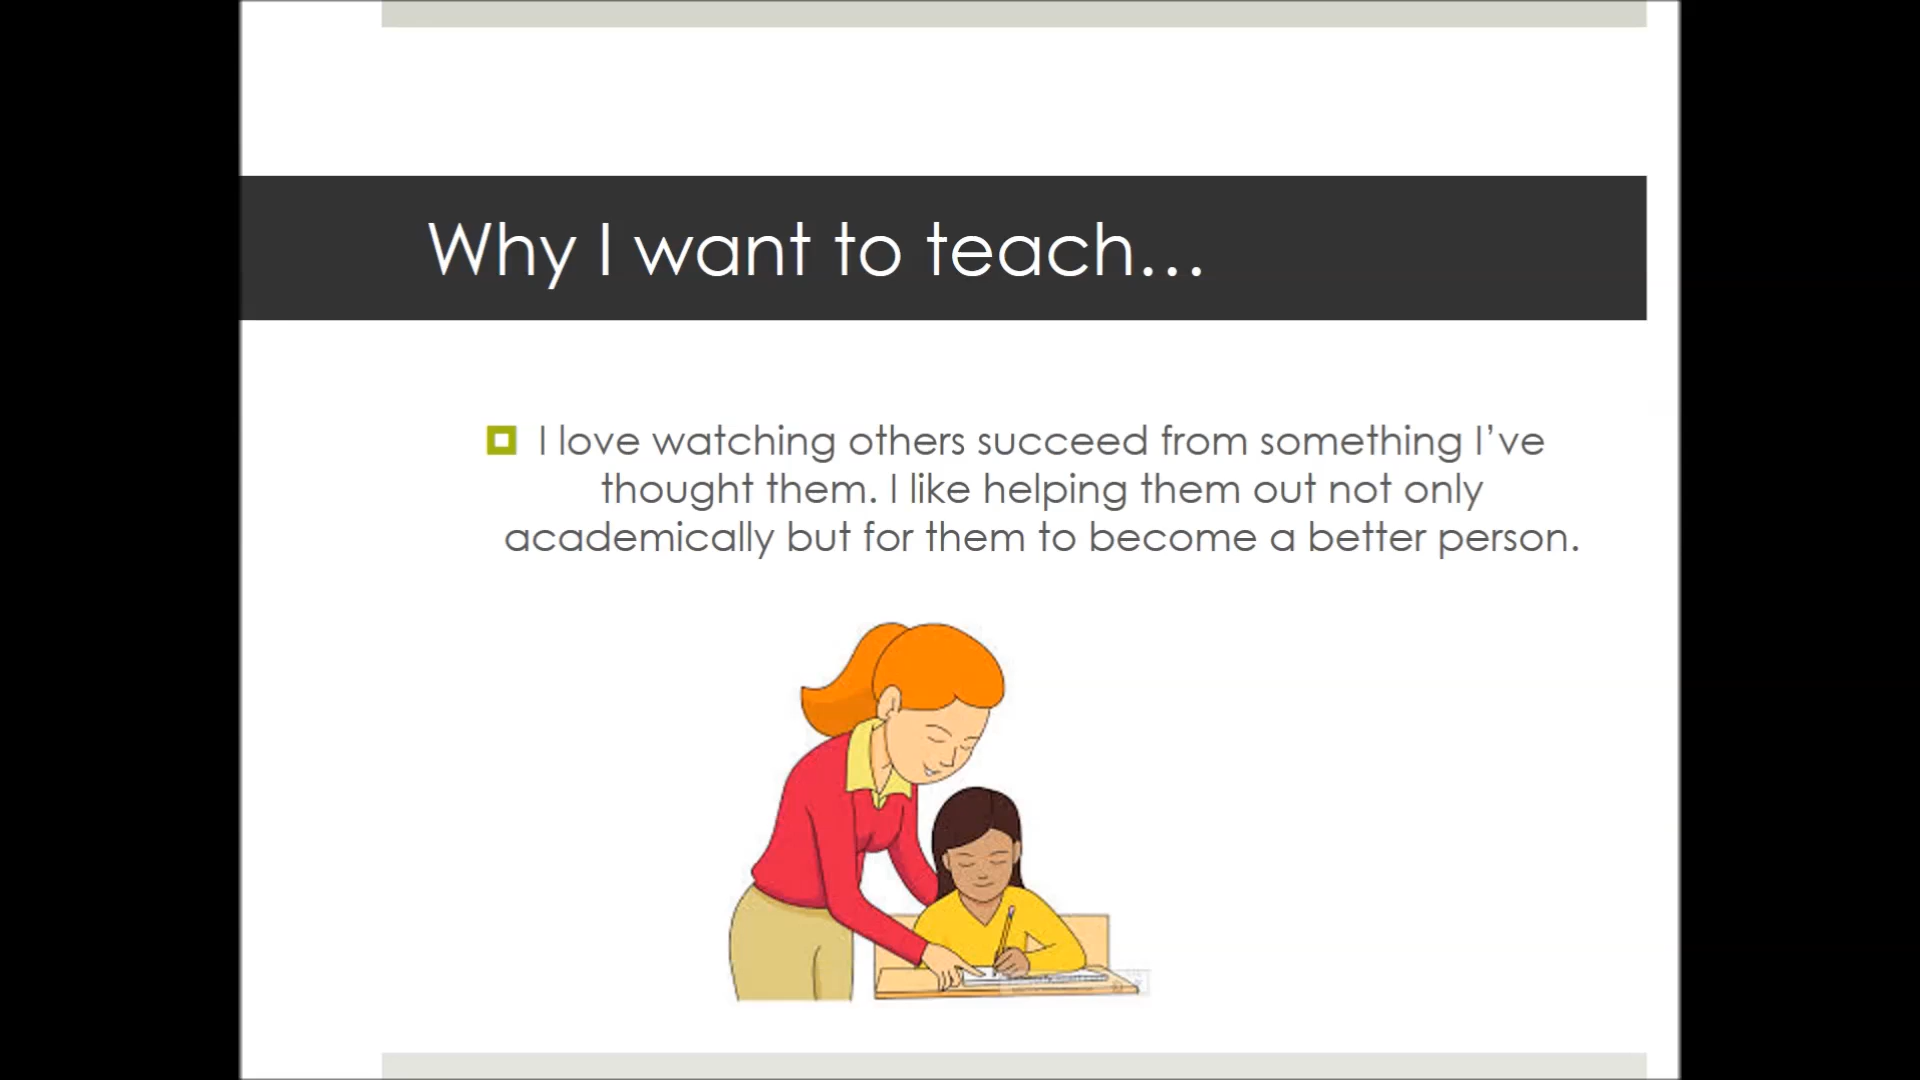 Why I want to teach...
I love watching others succeed from something I've
thought them. I like helping them out not only
academically but for them to become a better person.